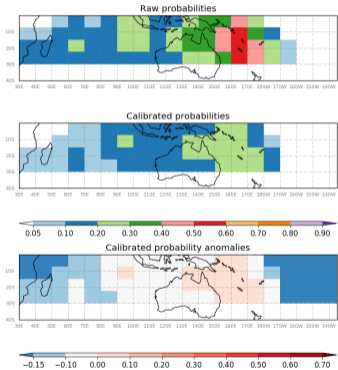 Raw probabilities
10S
20S
30S
40S
30E 40E 50E 60E 70E 80E 90E 100E 110E 120E 130E 140E 150E 160E 170E 180W 170W 160W 150W 140W
Calibrated probabilities
10S
20S
30S
40S
30E 40E 50E 60E 70E 80E 90E 100E 110E 120E 130E 140E 150E 160E 170E 180W 170W 160W 150W 140W
0.05 0.10 0.20 0.30 0.40 0.50 0.60 0.70 0.80 0.90
Calibrated probability anomalies
10S
20S
30S
40S
30E 40E 50E 60E 70E 80E 90E 100E 110E 120E 130E 140E 150E 160E 170E 180W 170W 160W 150W 140W
−0.15 −0.10 0.00 0.10 0.20 0.30 0.40 0.50 0.60 0.70